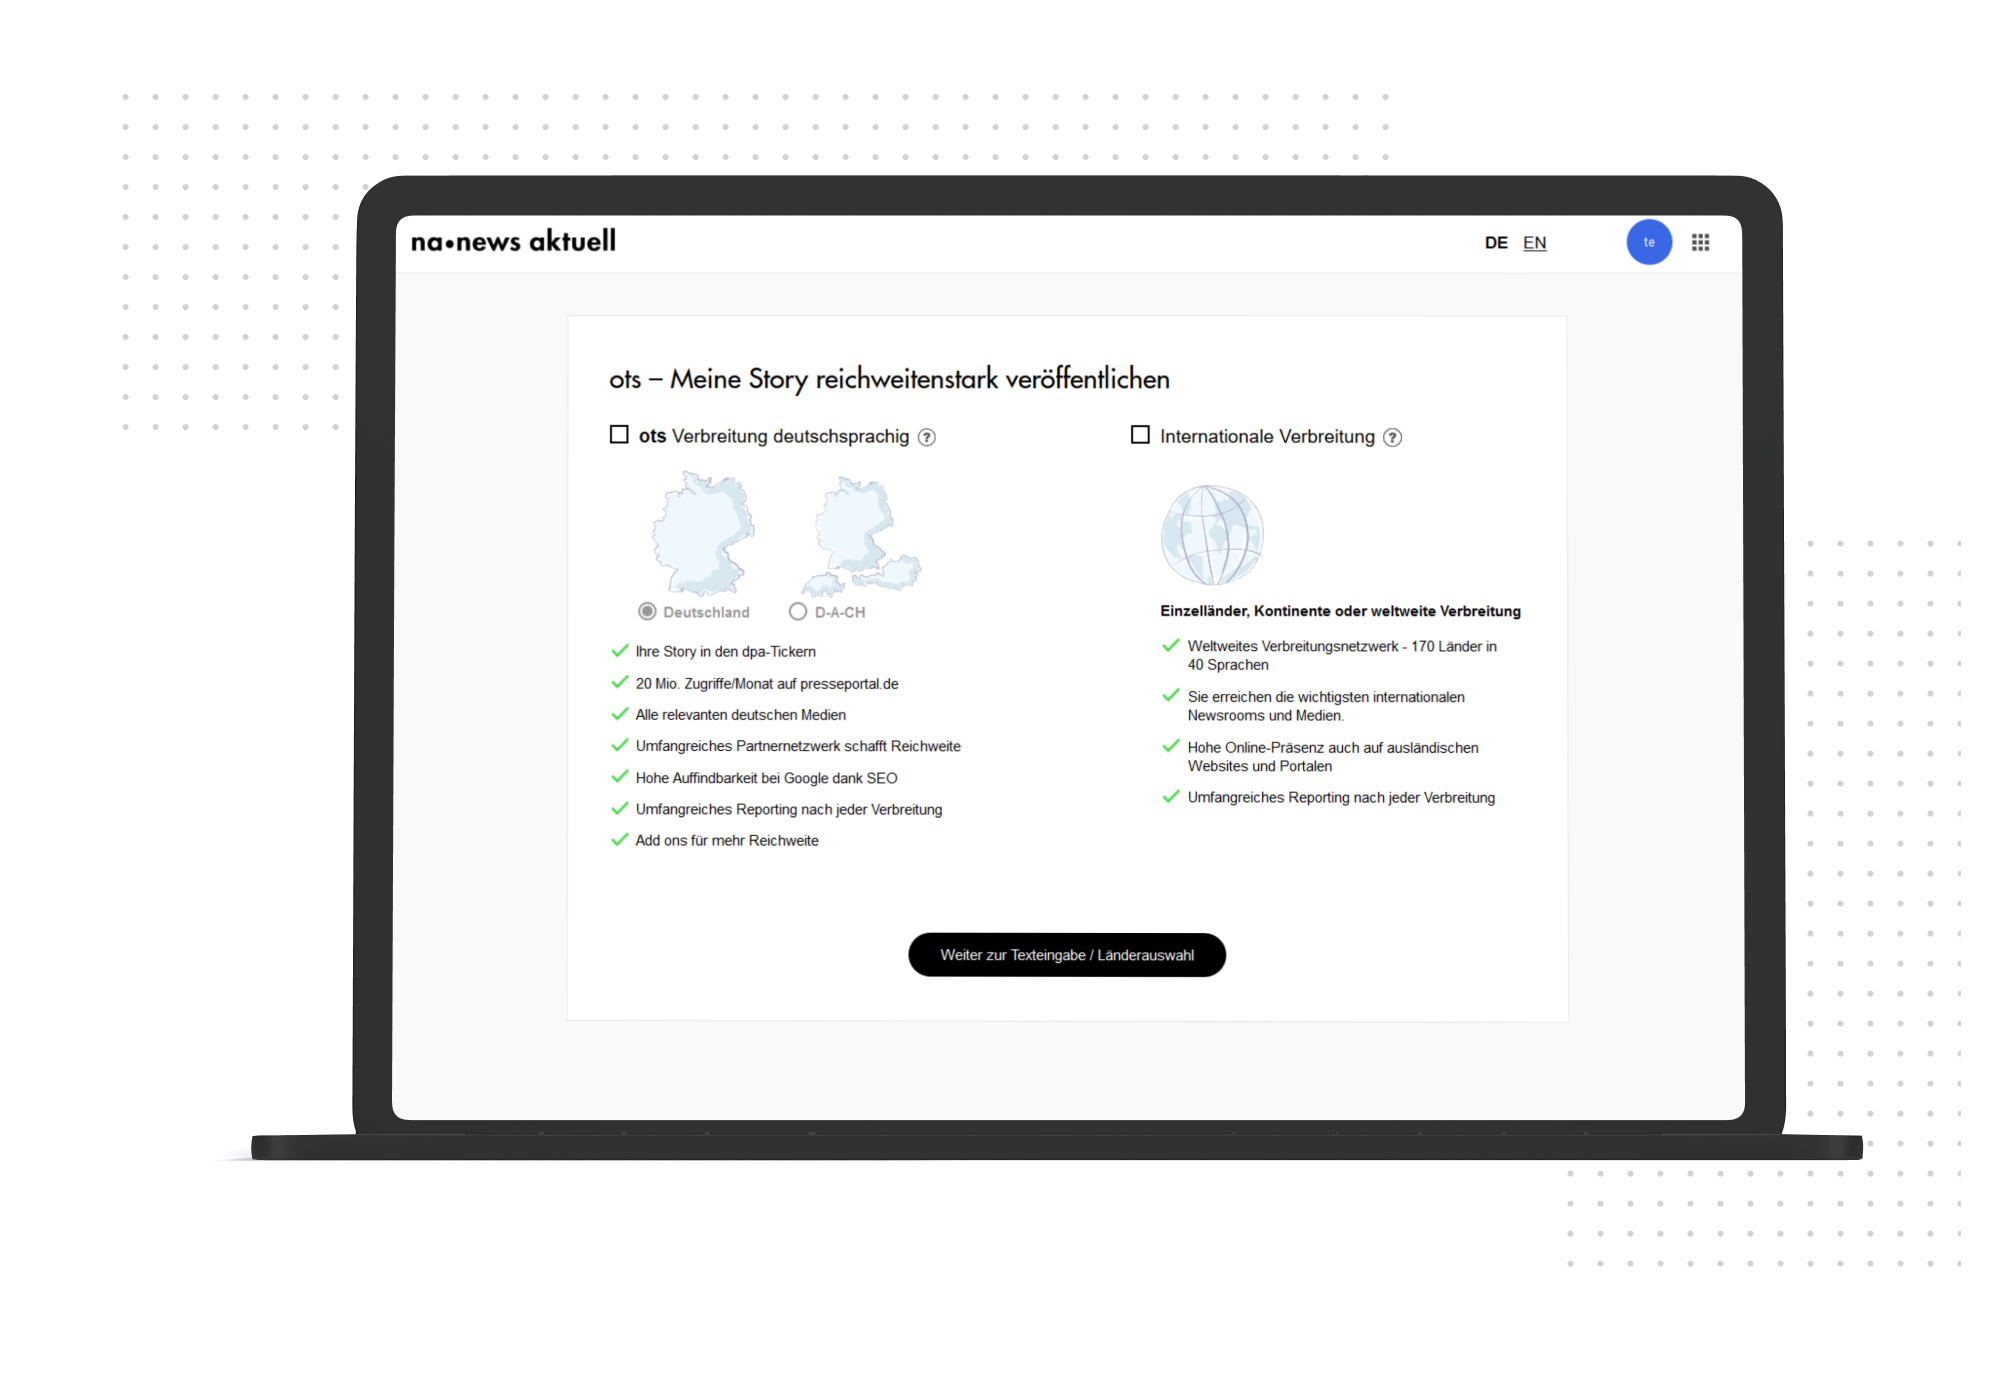 na•news aktuell
DE EN
te
ots – Meine Story reichweitenstark veröffentlichen
ots Verbreitung deutschsprachig ?
Deutschland
D-A-CH
Ihre Story in den dpa-Tickern
20 Mio. Zugriffe/Monat auf presseportal.de
Alle relevanten deutschen Medien
Umfangreiches Partnernetzwerk schafft Reichweite
Hohe Auffindbarkeit bei Google dank SEO
Umfangreiches Reporting nach jeder Verbreitung
Add ons für mehr Reichweite
Internationale Verbreitung ?
Einzelländer, Kontinente oder weltweite Verbreitung
Weltweites Verbreitungsnetzwerk - 170 Länder in
40 Sprachen
Sie erreichen die wichtigsten internationalen
Newsrooms und Medien.
Hohe Online-Präsenz auch auf ausländischen
Websites und Portalen
Umfangreiches Reporting nach jeder Verbreitung
Weiter zur Texteingabe / Länderauswahl